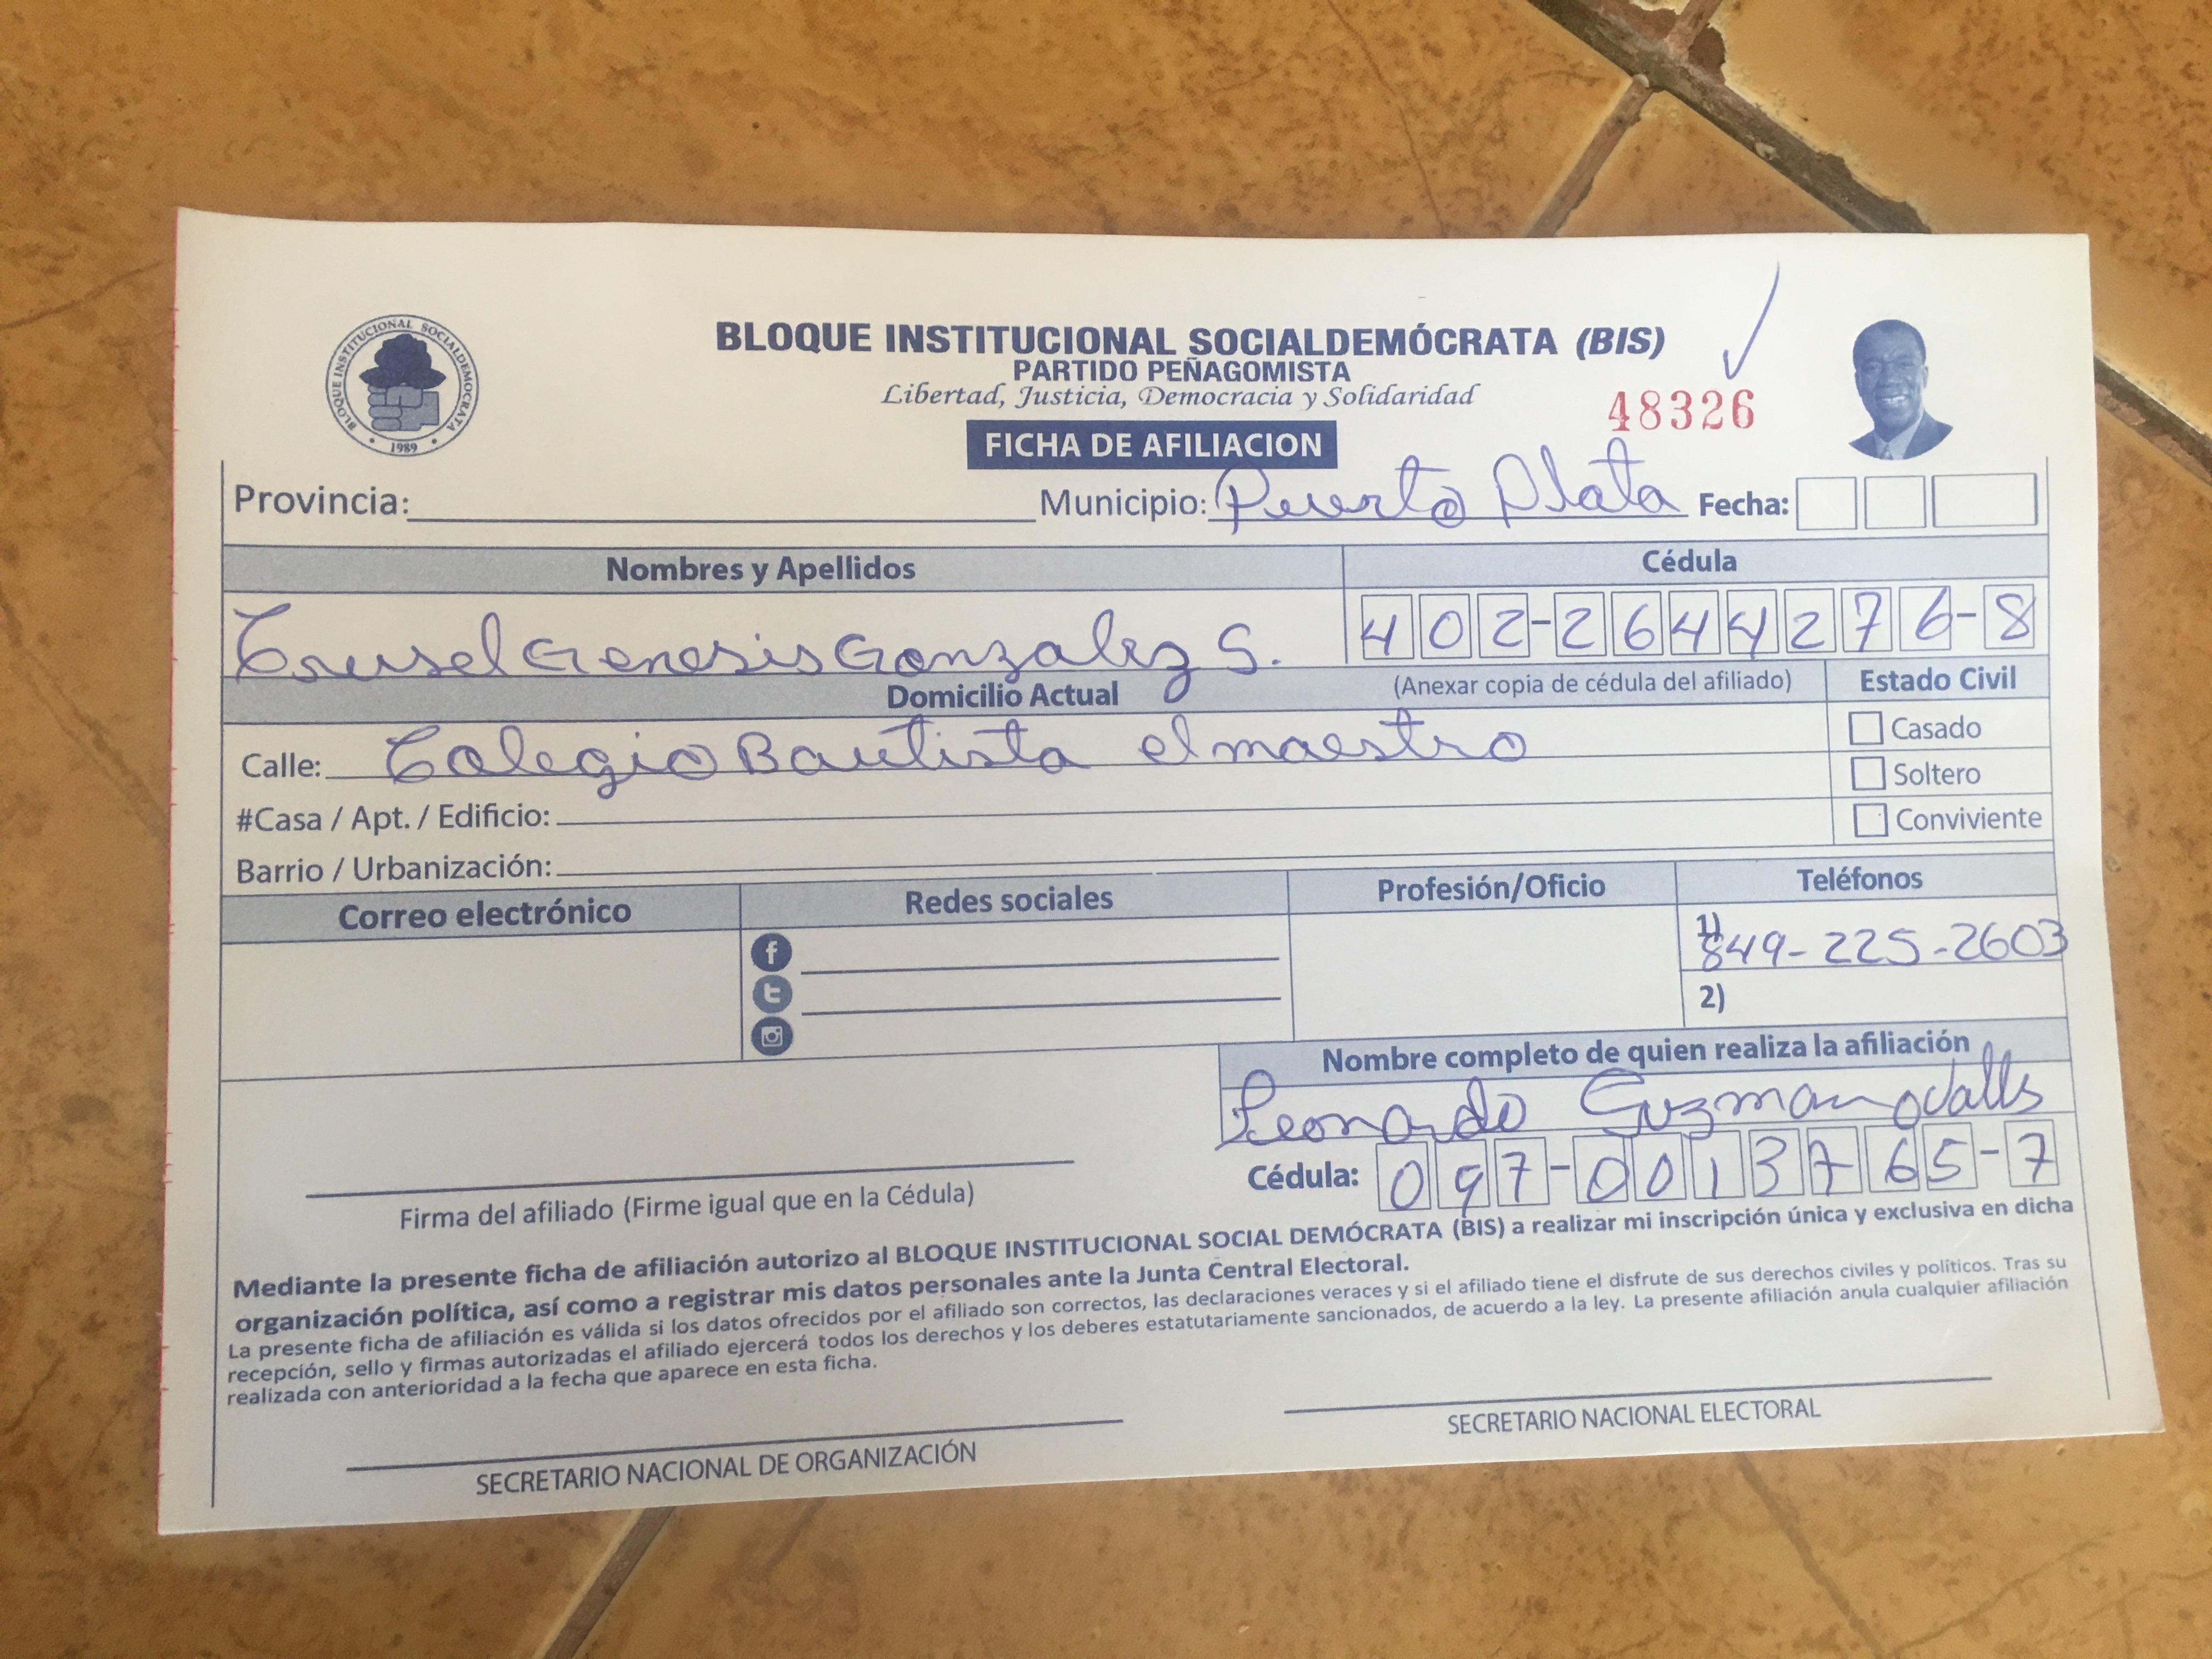 BLOQUE INSTITUCIONAL SOCIALDEMOCRATA
1989
BLOQUE INSTITUCIONAL SOCIALDEMÓCRATA (BIS)
PARTIDO PEÑAGOMISTA
Libertad, Justicia, Democracia y Solidaridad
48326
FICHA DE AFILIACION
Provincia: Municipio: Puerto Plata Fecha:
Nombres y Apellidos Cédula
Genesis Gonzalez S. 402-2644276-8
Domicilio Actual (Anexar copia de cédula del afiliado) Estado Civil
Calle: Colegio Bautista el maestro
Casado
Soltero
#Casa / Apt. / Edificio:
Conviviente
Barrio / Urbanización:
Correo electrónico Redes sociales Profesión/Oficio Teléfonos
1) 849-225-2603
2)
Nombre completo de quien realiza la afiliación
Leonardo Guzman
Cédula: 097-0013765-7
Firma del afiliado (Firme igual que en la Cédula)
Mediante la presente ficha de afiliación autorizo al BLOQUE INSTITUCIONAL SOCIAL DEMÓCRATA (BIS) a realizar mi inscripción única y exclusiva en dicha
organización política, así como a registrar mis datos personales ante la Junta Central Electoral.
La presente ficha de afiliación es válida si los datos ofrecidos por el afiliado son correctos, las declaraciones veraces y si el afiliado tiene el disfrute de sus derechos civiles y políticos. Tras su
recepción, sello y firmas autorizadas el afiliado ejercerá todos los derechos y los deberes estatutariamente sancionados, de acuerdo a la ley. La presente afiliación anula cualquier afiliación
realizada con anterioridad a la fecha que aparece en esta ficha.
SECRETARIO NACIONAL DE ORGANIZACIÓN
SECRETARIO NACIONAL ELECTORAL